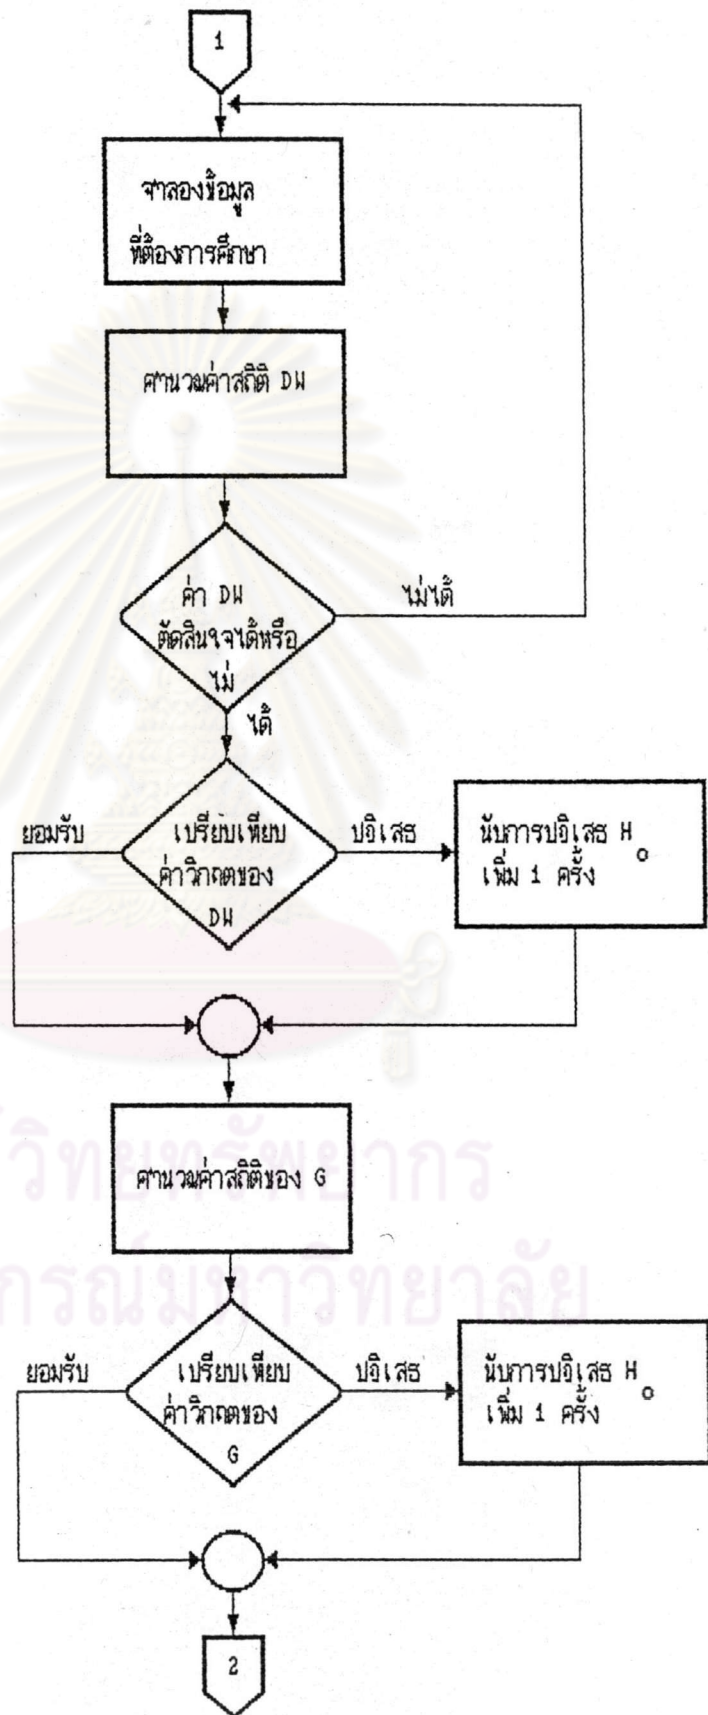 1
จำลองข้อมูล
ที่ต้องการศึกษา
คำนวณค่าสถิติ DW
ค่า DW
ตัดสินใจได้หรือ
ไม่
ไม่ได้
ได้
ยอมรับ
เปรียบเทียบ
ค่าวิกฤตของ
DW
ปฏิเสธ
นับการปฏิเสธ H
o
เพิ่ม 1 ครั้ง
คำนวณค่าสถิติของ G
ยอมรับ
เปรียบเทียบ
ค่าวิกฤตของ
G
ปฏิเสธ
นับการปฏิเสธ H
o
เพิ่ม 1 ครั้ง
2